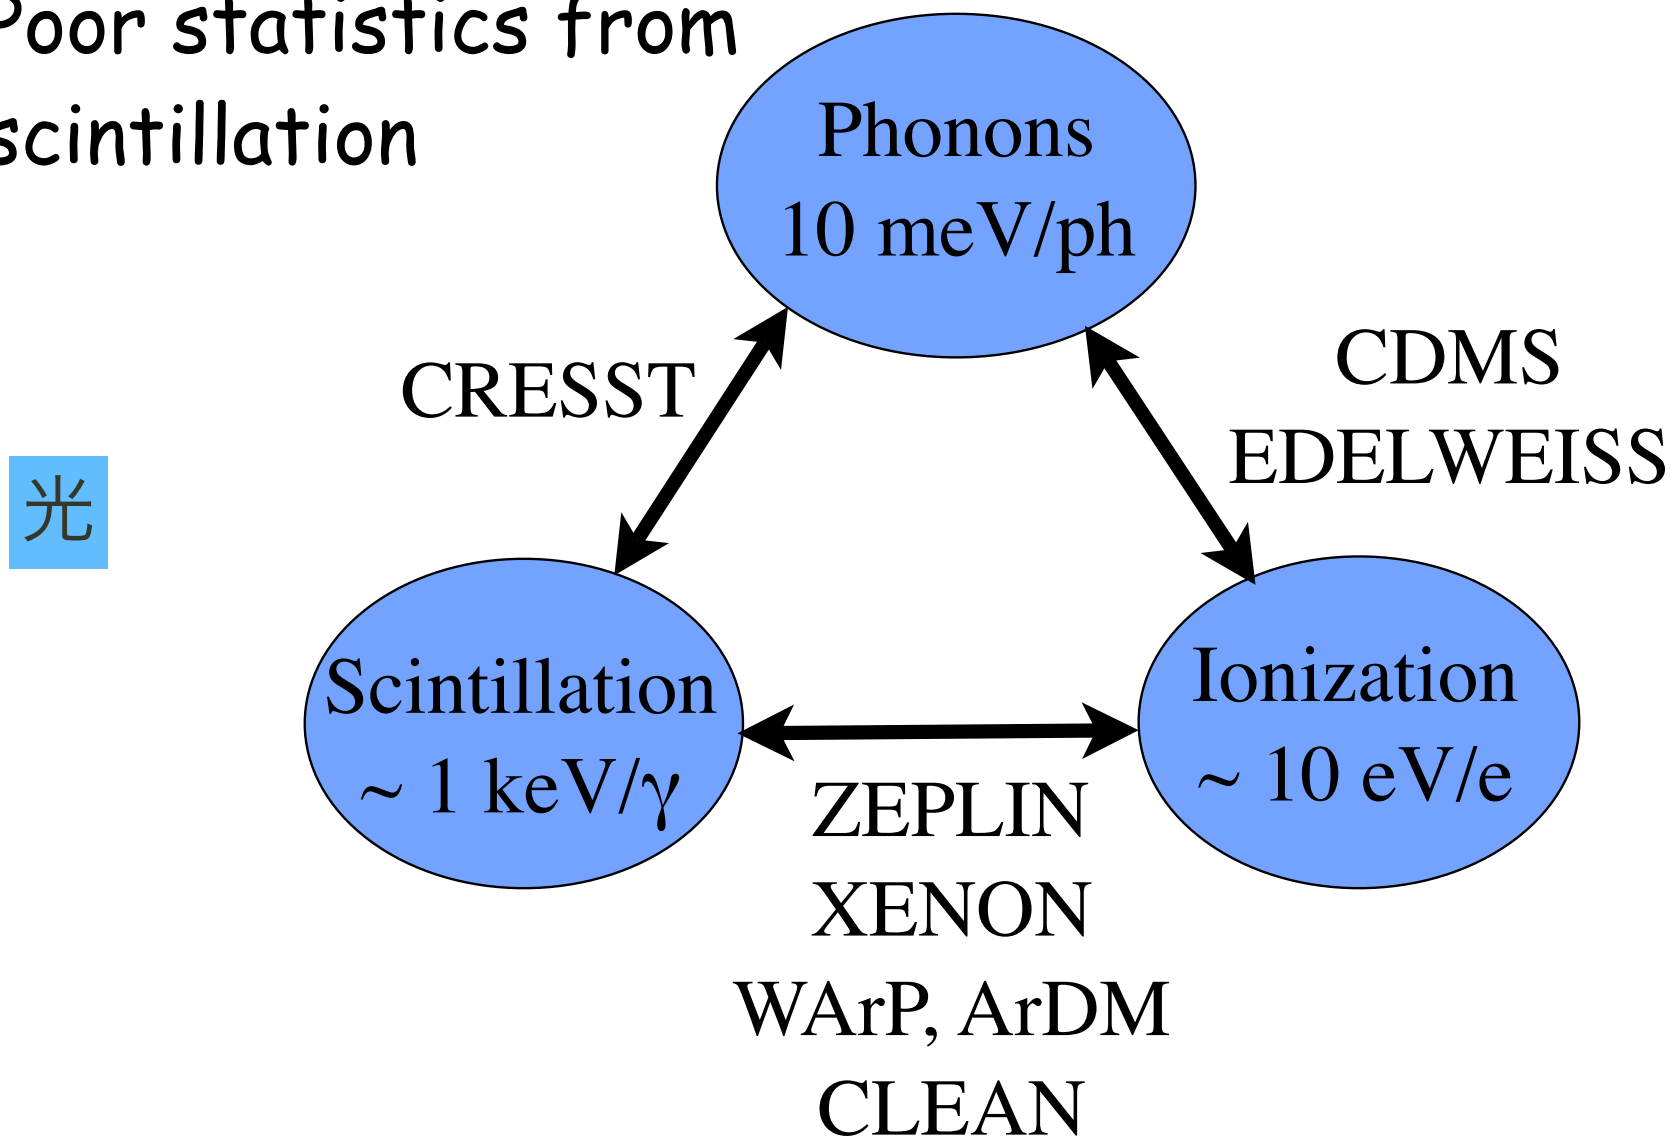 Poor statistics from
scintillation
Phonons
10 meV/ph
CRESST
CDMS
EDELWEISS
光
Scintillation
~ 1 keV/γ
Ionization
~ 10 eV/e
ZEPLIN
XENON
WArP, ArDM
CLEAN